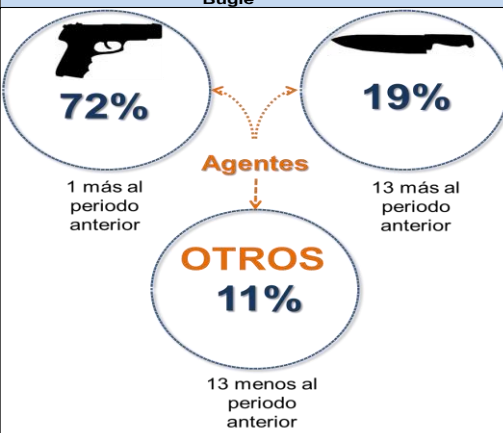 Bugle
72%
19%
Agentes
1 más al
periodo
anterior
13 más al
periodo
anterior
OTROS
11%
13 menos al
periodo
anterior